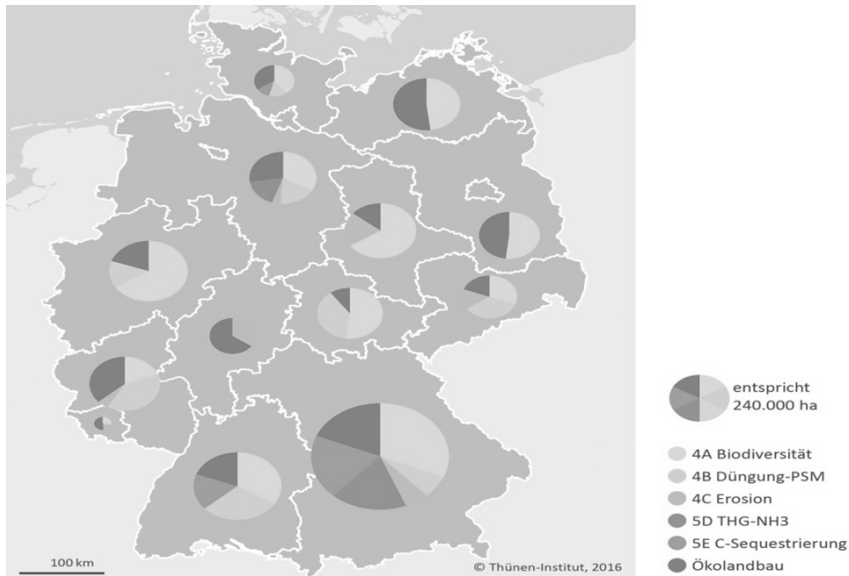 entspricht
240.000 ha
4A Biodiversität
4B Düngung-PSM
4C Erosion
5D THG-NH3
5E C-Sequestrierung
Ökolandbau
100 km
© Thünen-Institut, 2016